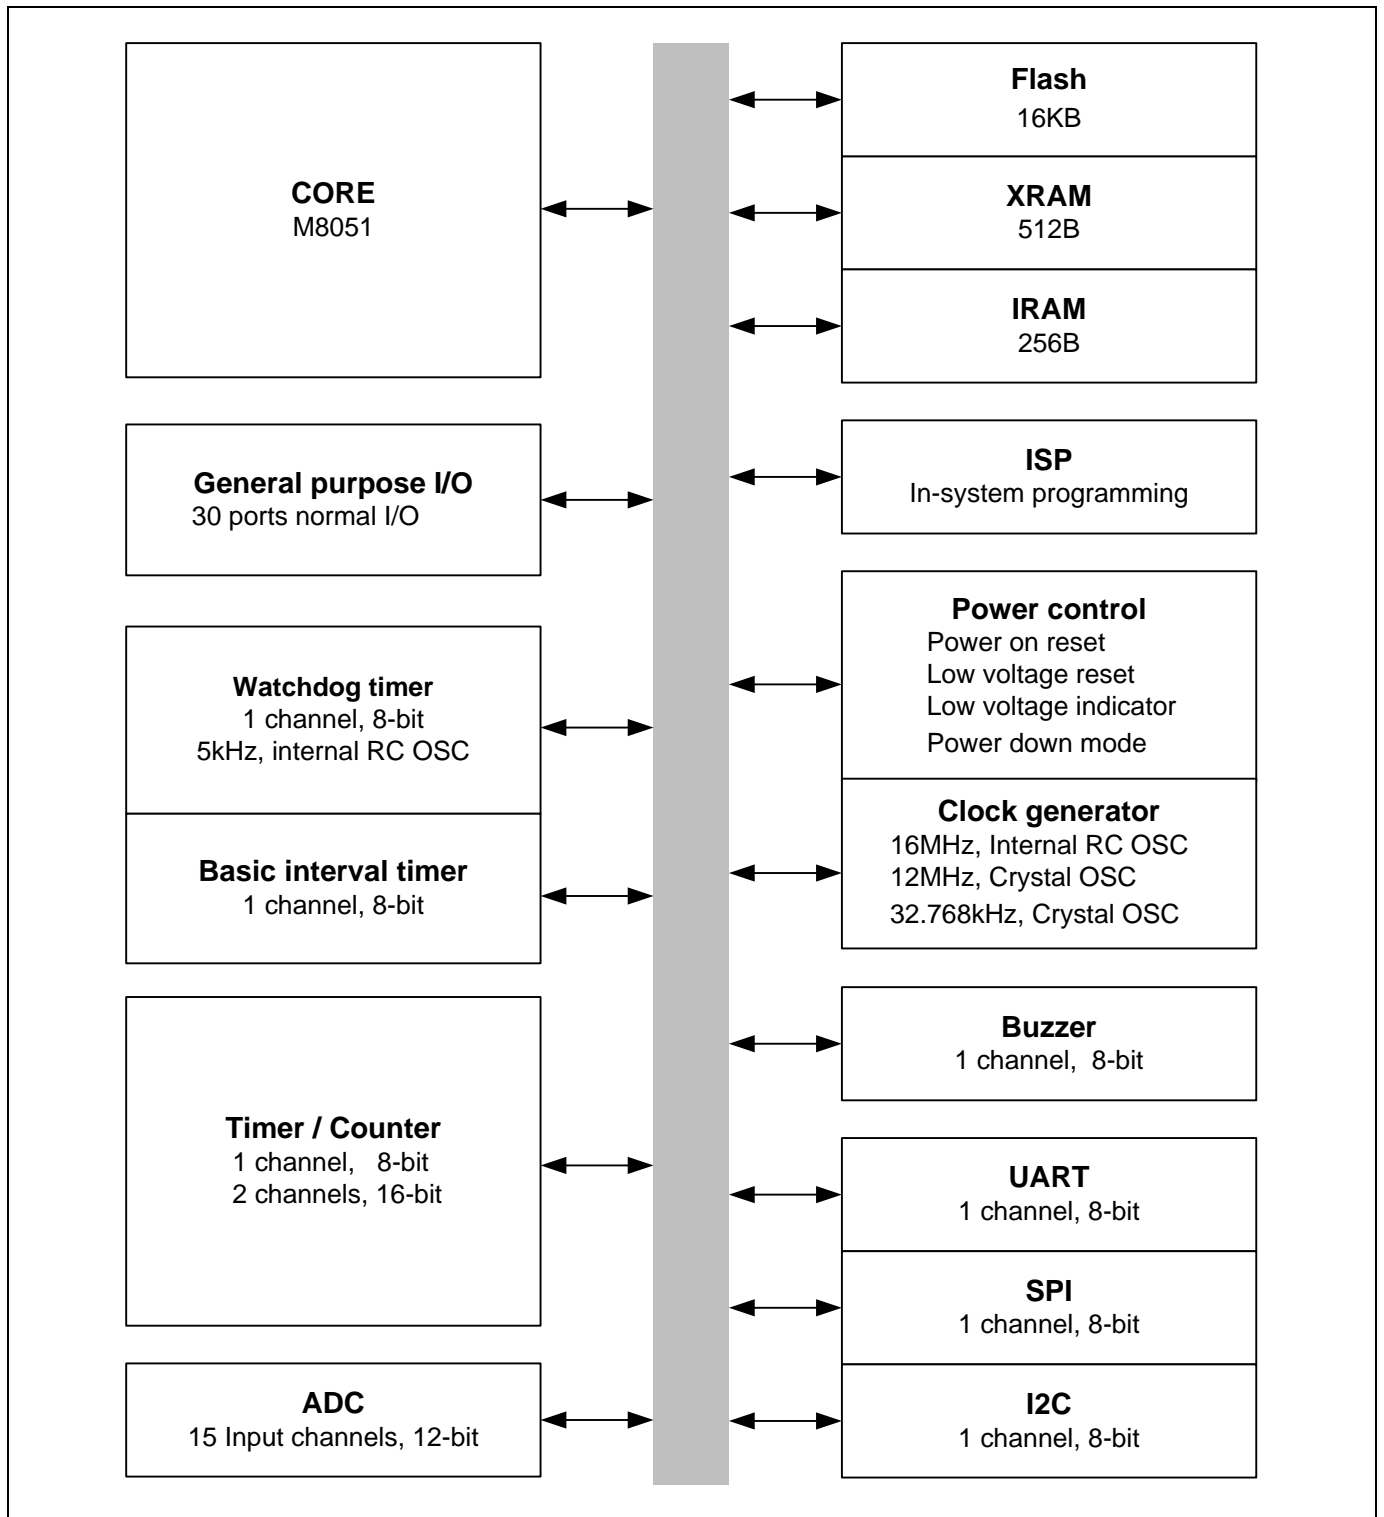 CORE
M8051
General purpose I/O
30 ports normal I/O
Watchdog timer
1 channel, 8-bit
5kHz, internal RC OSC
Basic interval timer
1 channel, 8-bit
Timer / Counter
1 channel, 8-bit
2 channels, 16-bit
ADC
15 Input channels, 12-bit
Flash
16KB
XRAM
512B
IRAM
256B
ISP
In-system programming
Power control
Power on reset
Low voltage reset
Low voltage indicator
Power down mode
Clock generator
16MHz, Internal RC OSC
12MHz, Crystal OSC
32.768kHz, Crystal OSC
Buzzer
1 channel, 8-bit
UART
1 channel, 8-bit
SPI
1 channel, 8-bit
I2C
1 channel, 8-bit